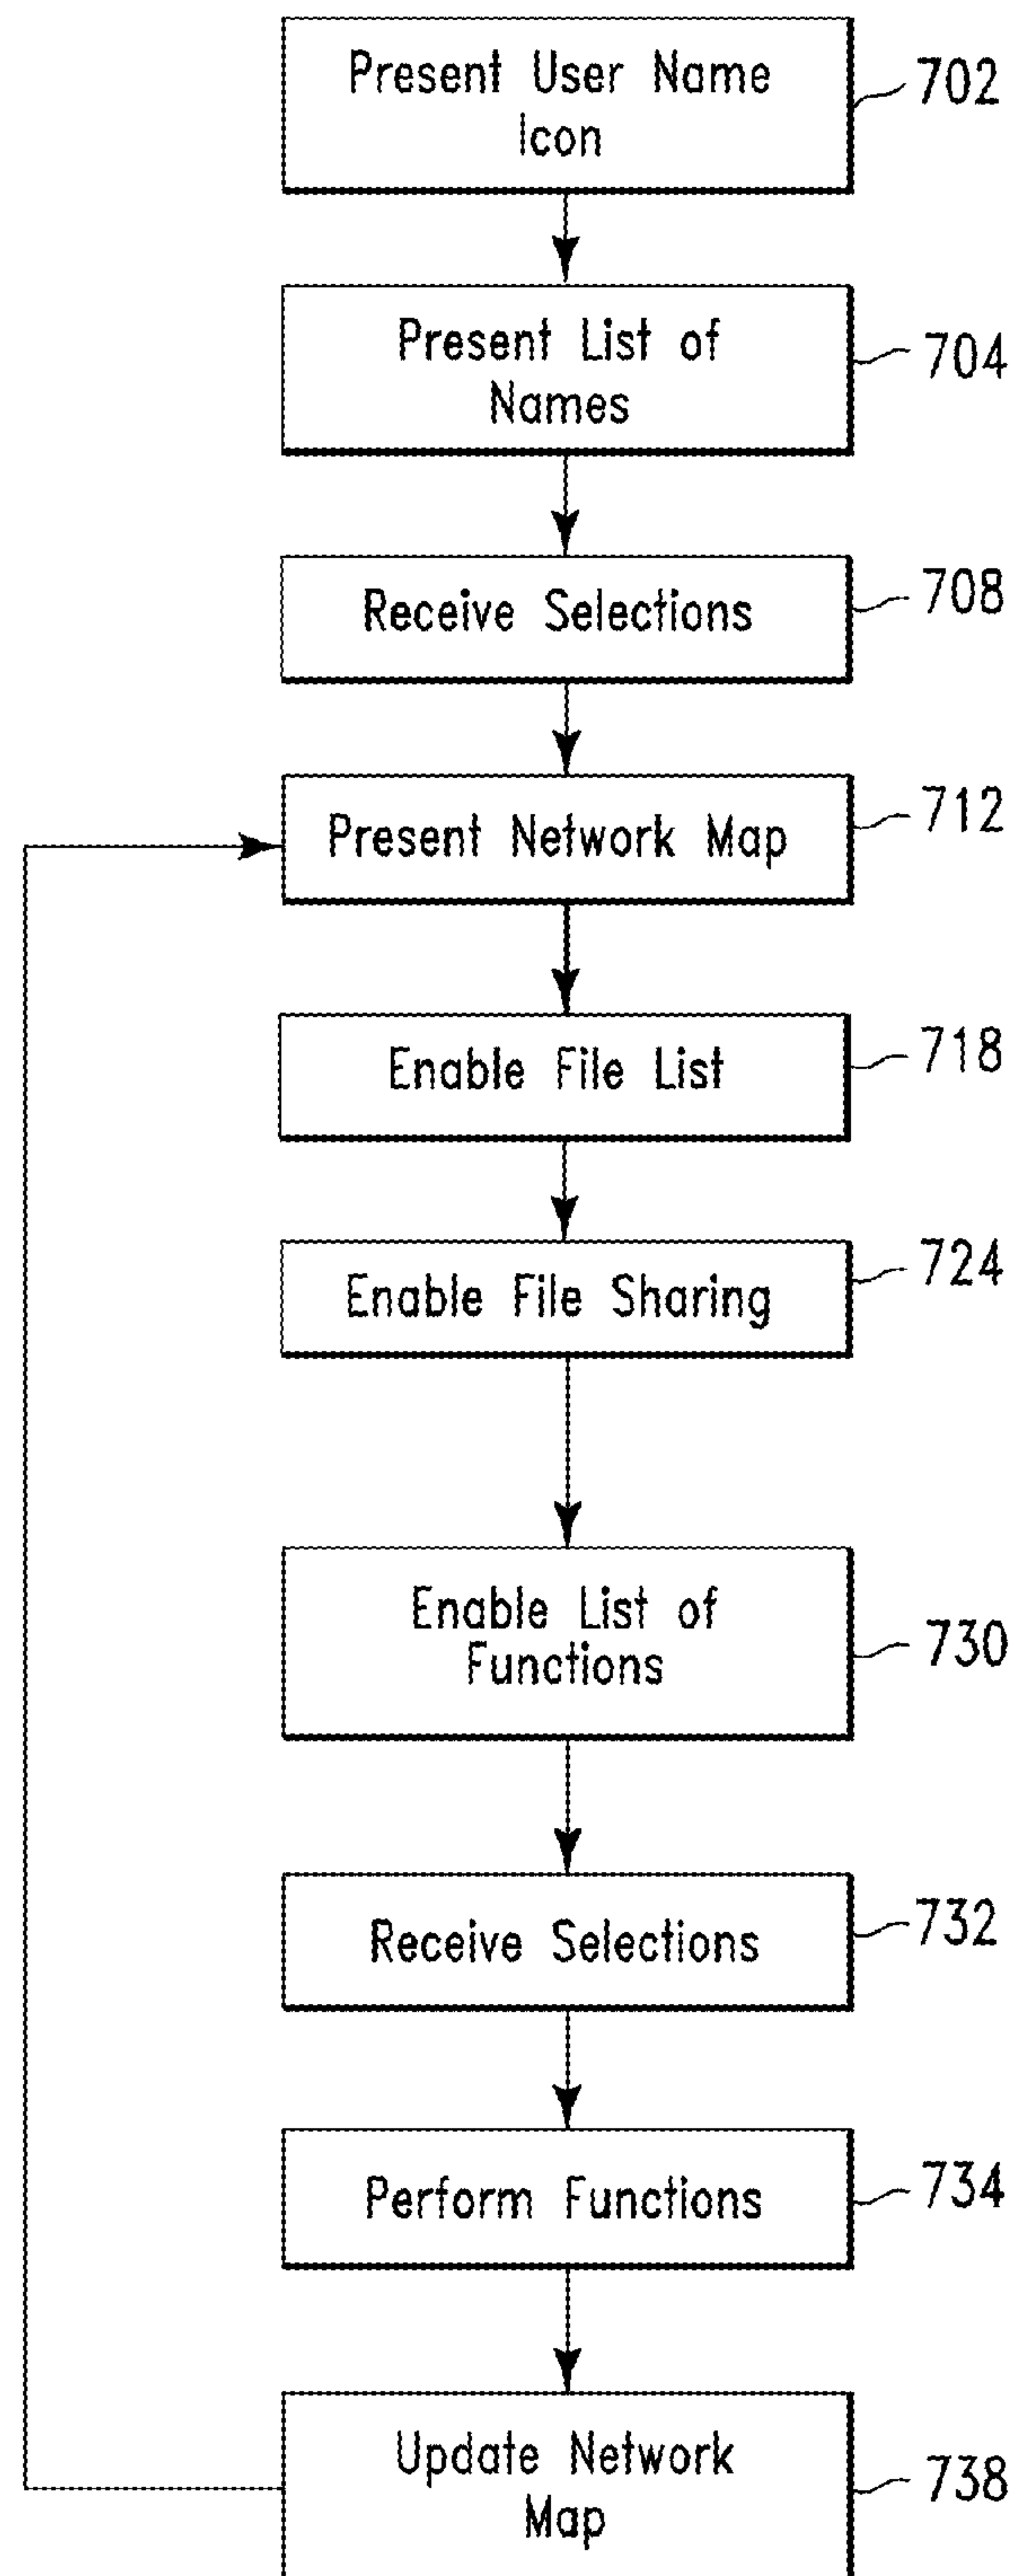 Present User Name
Icon
702
Present List of
Names
704
Receive Selections
708
Present Network Map
712
Enable File List
718
Enable File Sharing
724
Enable List of
Functions
730
Receive Selections
732
Perform Functions
734
Update Network
Map
738